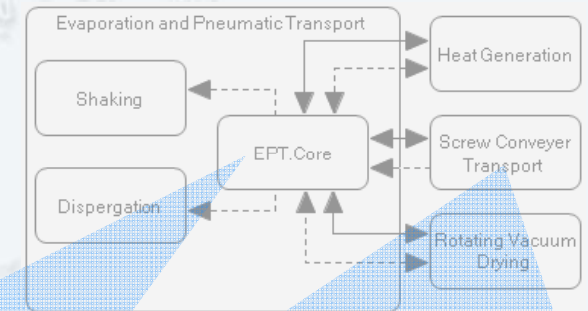 Evaporation and Pneumatic Transport
Heat Generation
Shaking
EPT.Core
Screw Conveyer
Transport
Dispergation
Rotating Vacuum
Drying